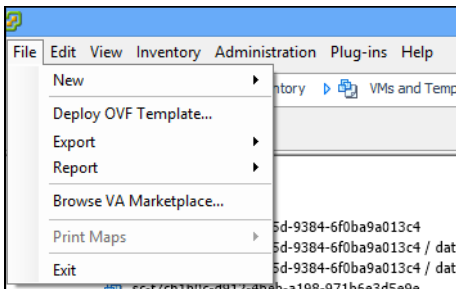 File Edit View Inventory Administration Plug-ins Help
New
ntory VMs and Temp
Deploy OVF Template...
Export
Report
Browse VA Marketplace...
5d-9384-6f0ba9a013c4
Print Maps
5d-9384-6f0ba9a013c4 / dat
Exit
5d-9384-6f0ba9a013c4 / dat